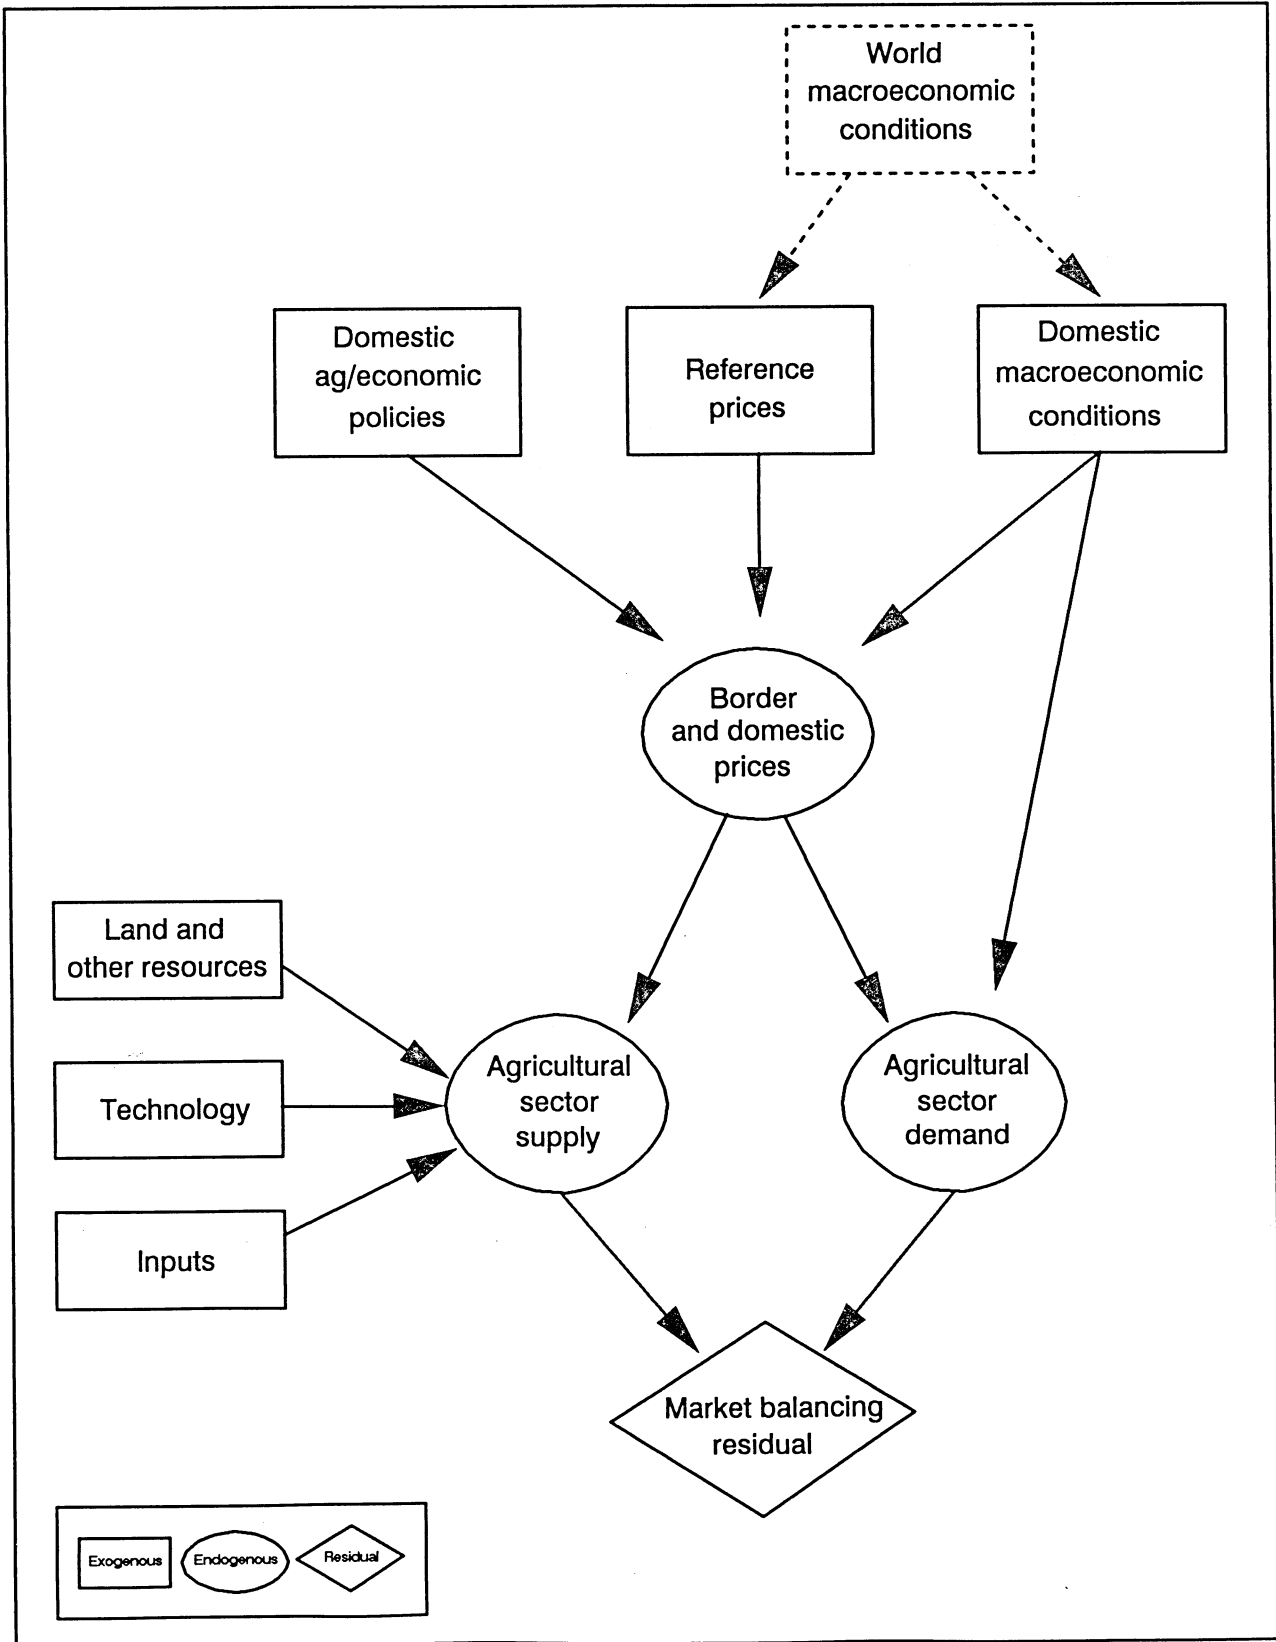 World
macroeconomic
conditions
Domestic
ag/economic
policies
Reference
prices
Domestic
macroeconomic
conditions
Border
and domestic
prices
Land and
other resources
Technology
Inputs
Agricultural
sector
supply
Agricultural
sector
demand
Market balancing
residual
Exogenous
Endogenous
Residual